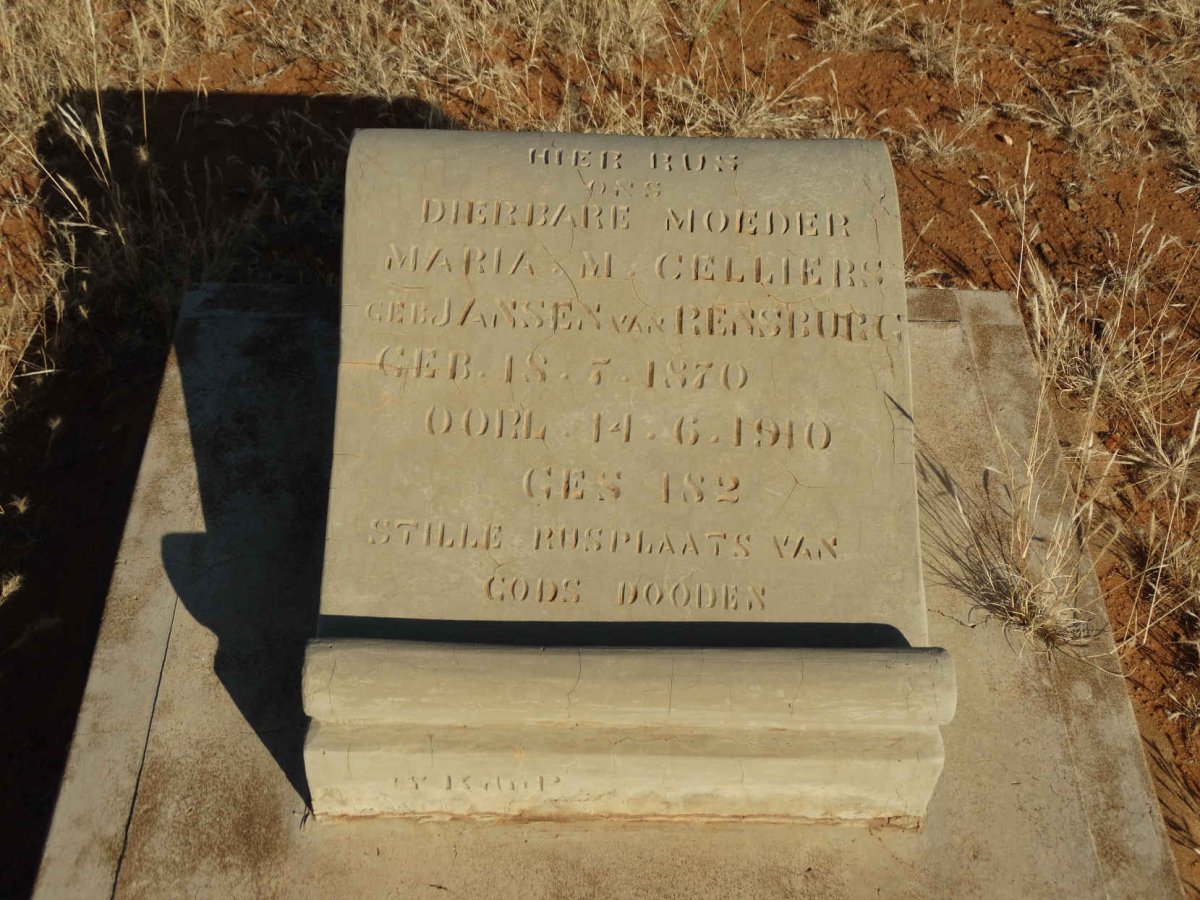 HIER RUS
ONS
DIERBARE MOEDER
MARIA. M. CELLIERS
GEB JANSEN VAN RENSBURG
GEB. 18. 7. 1870
OORL. 14. 6. 1910
GES 182
STILLE RUSPLAATS VAN
GODS DOODEN